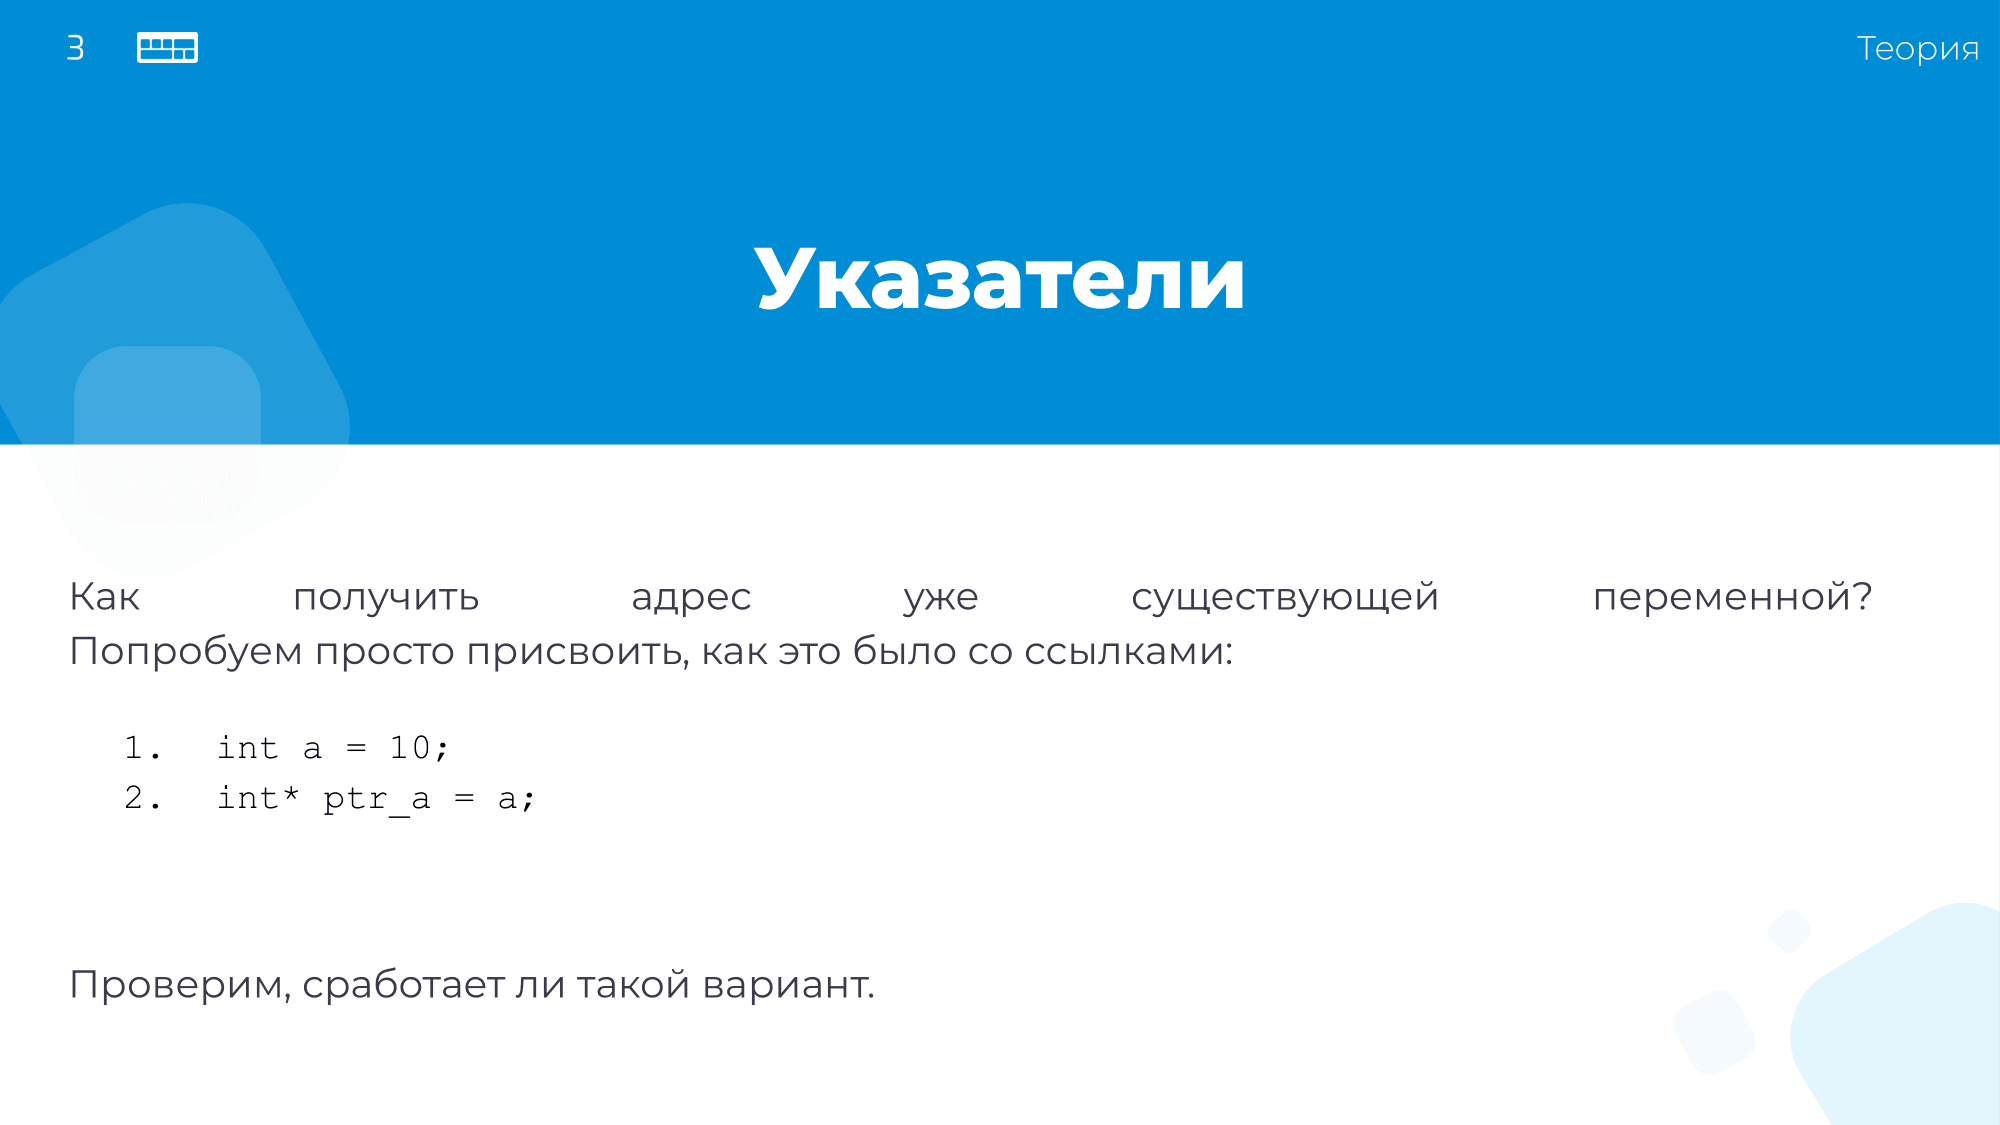 3
Теория
Указатели
Как получить адрес уже существующей переменной?
Попробуем просто присвоить, как это было со ссылками:
1. int a = 10;
2. int* ptr_a = a;
Проверим, сработает ли такой вариант.